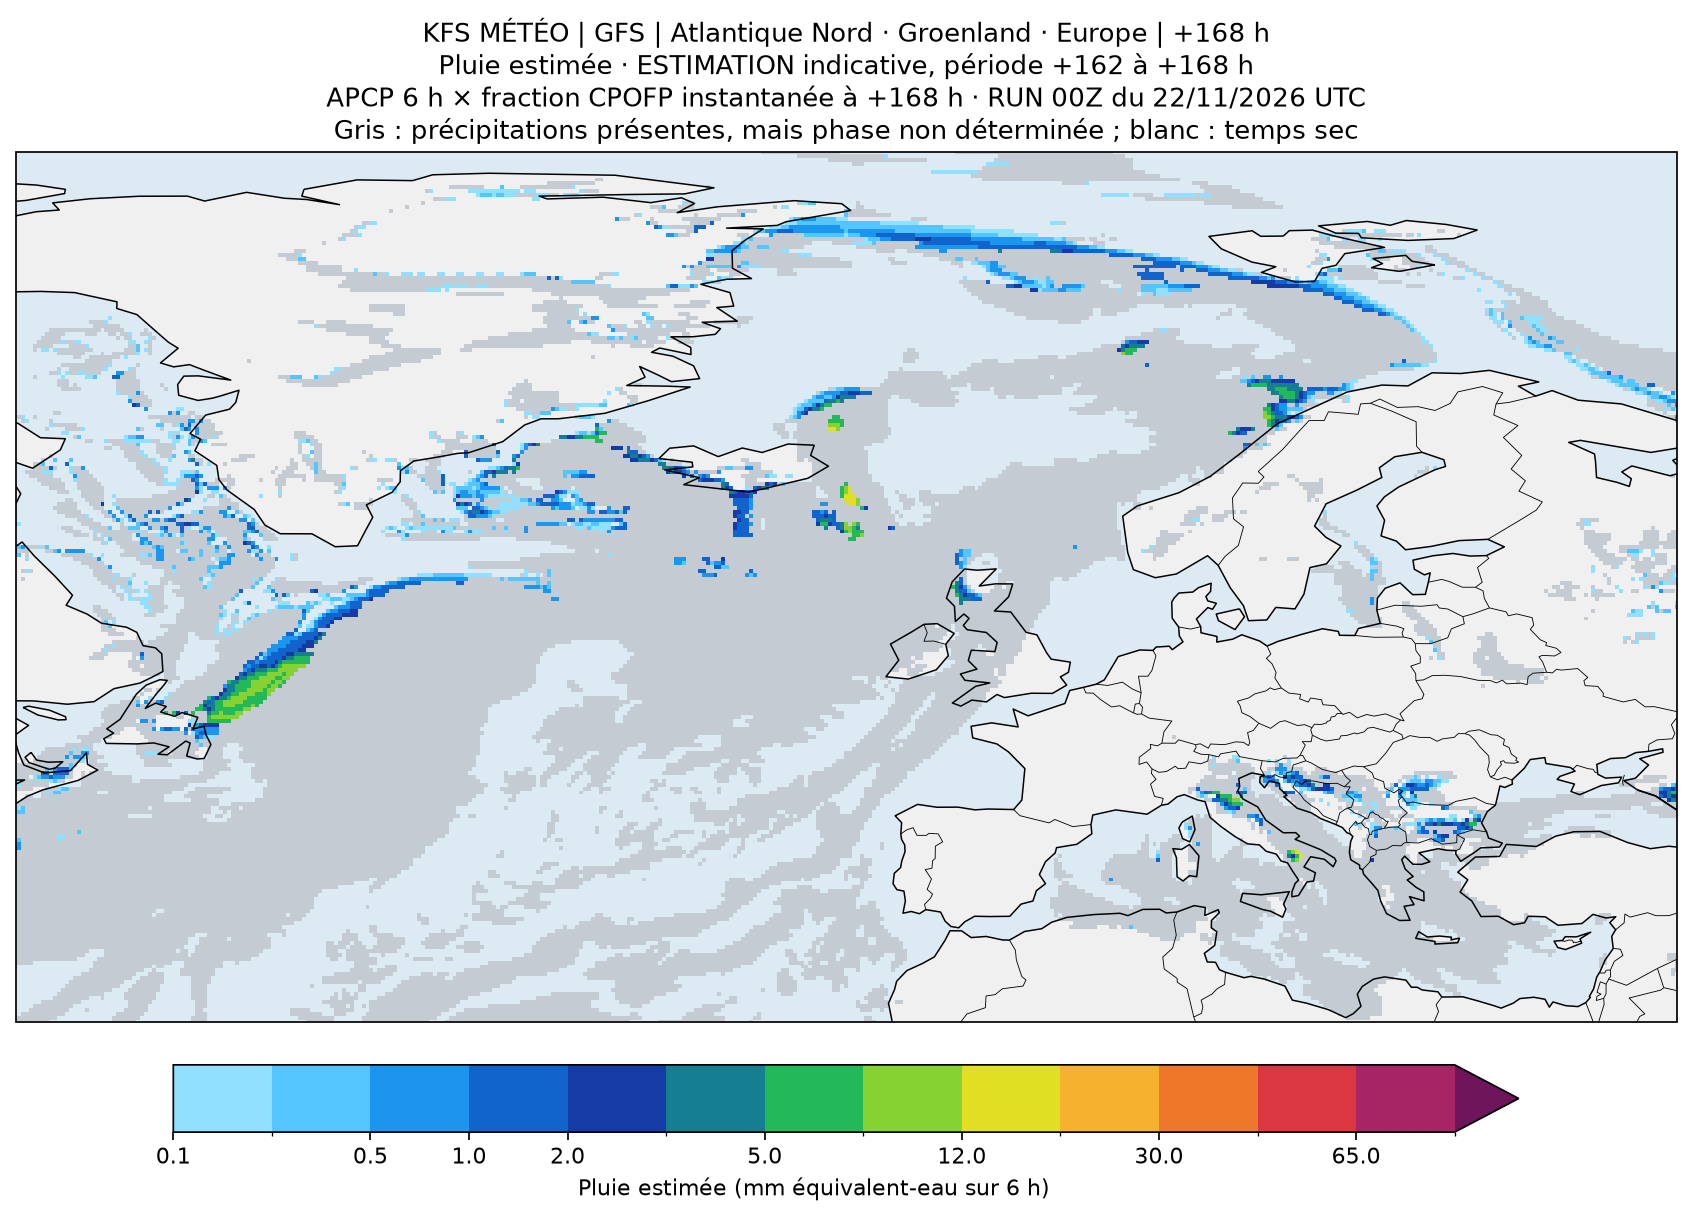 KFS MÉTÉO | GFS | Atlantique Nord · Groenland · Europe | +168 h
Pluie estimée · ESTIMATION indicative, période +162 à +168 h
APCP 6 h × fraction CPOFP instantanée à +168 h · RUN 00Z du 22/11/2026 UTC
Gris : précipitations présentes, mais phase non déterminée ; blanc : temps sec
0.1 0.5 1.0 2.0 5.0 12.0 30.0 65.0
Pluie estimée (mm équivalent-eau sur 6 h)